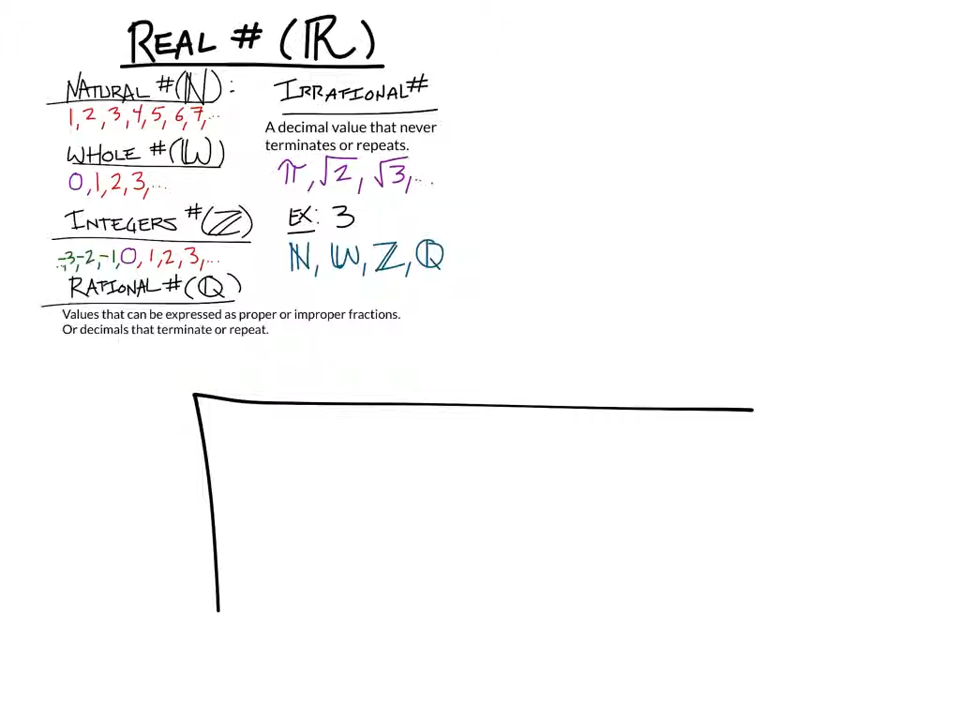 REAL # (ℝ)
NATURAL #(ℕ):
1, 2, 3, 4, 5, 6, 7, ...
WHOLE #(𝕎)
0, 1, 2, 3, ...
INTEGERS #(ℤ)
...-3, -2, -1, 0, 1, 2, 3, ...
RATIONAL #(ℚ)
Values that can be expressed as proper or improper fractions.
Or decimals that terminate or repeat.
IRRATIONAL #
A decimal value that never
terminates or repeats.
π, √2, √3, ...
EX: 3
ℕ, 𝕎, ℤ, ℚ